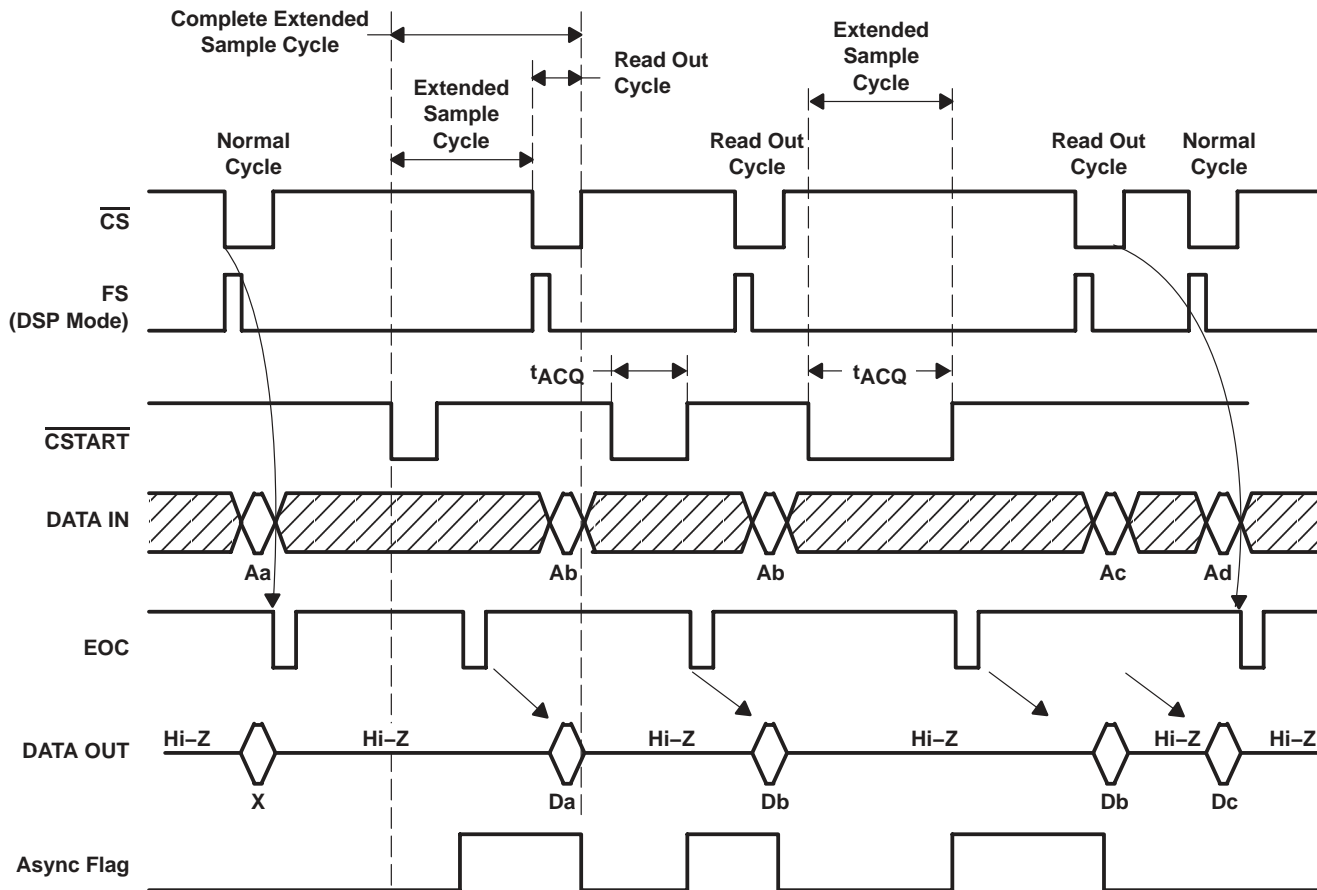 Complete Extended
Sample Cycle
Extended
Sample
Cycle
Read Out
Cycle
Extended
Sample
Cycle
Normal
Cycle
Read Out
Cycle
Read Out
Cycle
Normal
Cycle
CS
FS
(DSP Mode)
tACQ
tACQ
CSTART
DATA IN
Aa
Ab
Ab
Ac
Ad
EOC
Hi–Z
Hi–Z
Hi–Z
Hi–Z
Hi–Z
Hi–Z
DATA OUT
X
Da
Db
Db
Dc
Async Flag